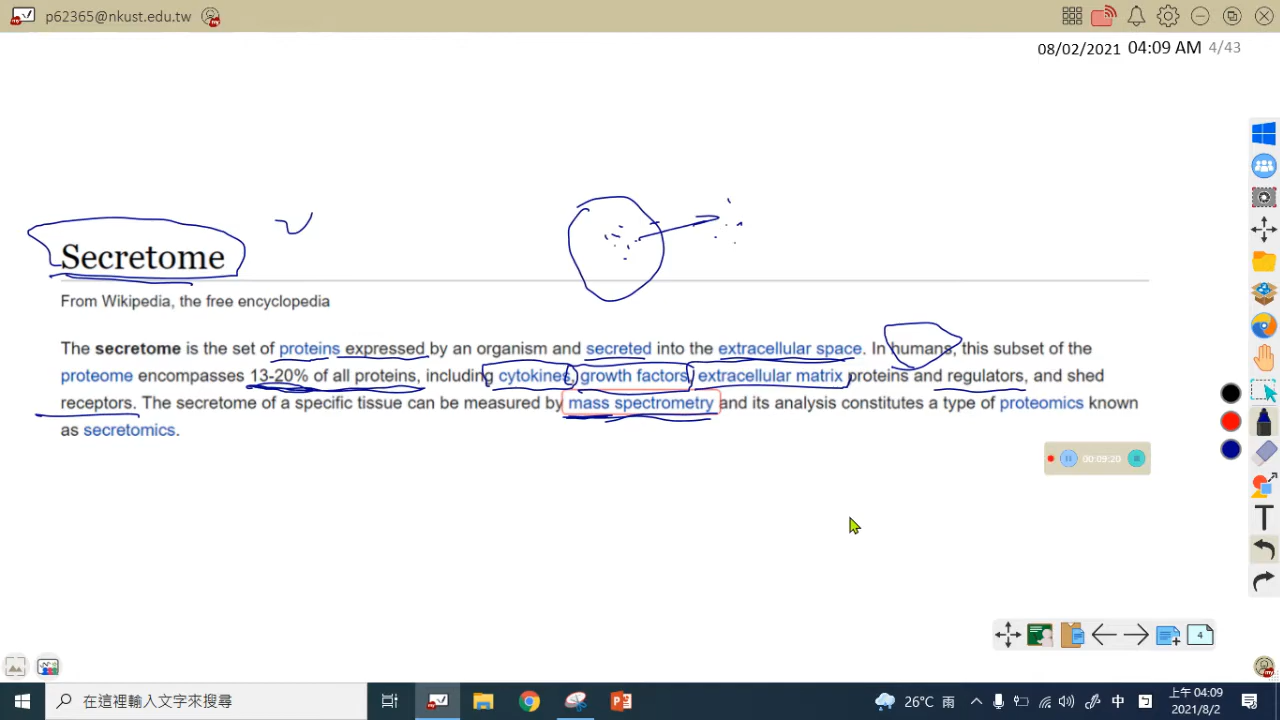 p62365@nkust.edu.tw
08/02/2021 04:09 AM 4/43
Secretome
From Wikipedia, the free encyclopedia
The secretome is the set of proteins expressed by an organism and secreted into the extracellular space. In humans, this subset of the
proteome encompasses 13-20% of all proteins, including cytokines, growth factors, extracellular matrix proteins and regulators, and shed
receptors. The secretome of a specific tissue can be measured by mass spectrometry and its analysis constitutes a type of proteomics known
as secretomics.
00:09:20
T
4
在這裡輸入文字來搜尋
26°C 雨
中
上午 04:09
2021/8/2